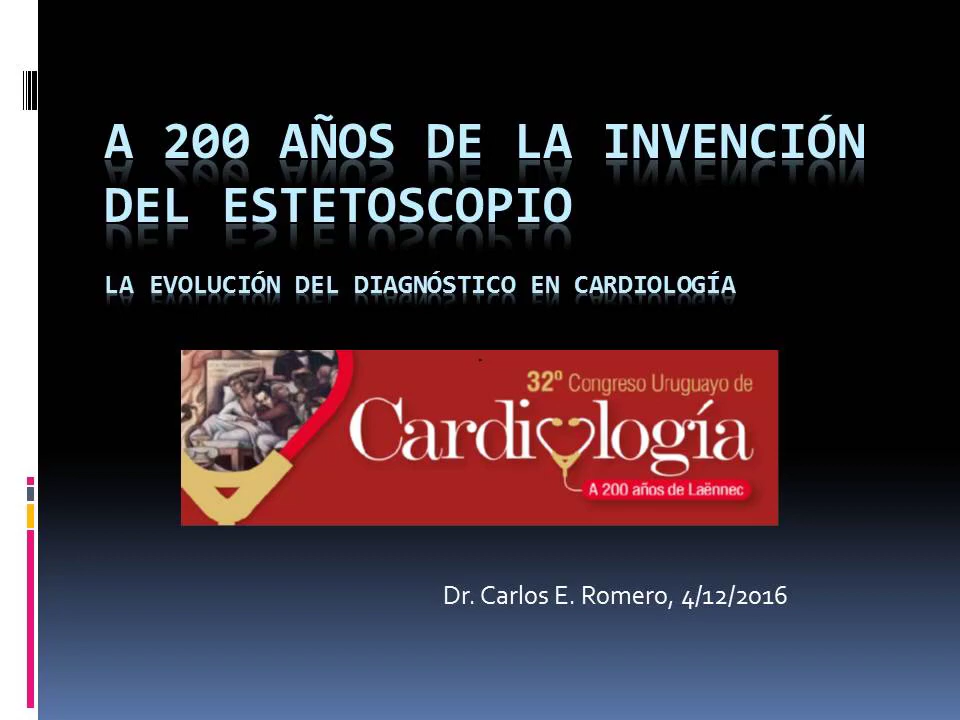 A 200 AÑOS DE LA INVENCIÓN
DEL ESTETOSCOPIO
LA EVOLUCIÓN DEL DIAGNÓSTICO EN CARDIOLOGÍA
32º Congreso Uruguayo de
Cardiología
A 200 años de Laënnec
Dr. Carlos E. Romero, 4/12/2016